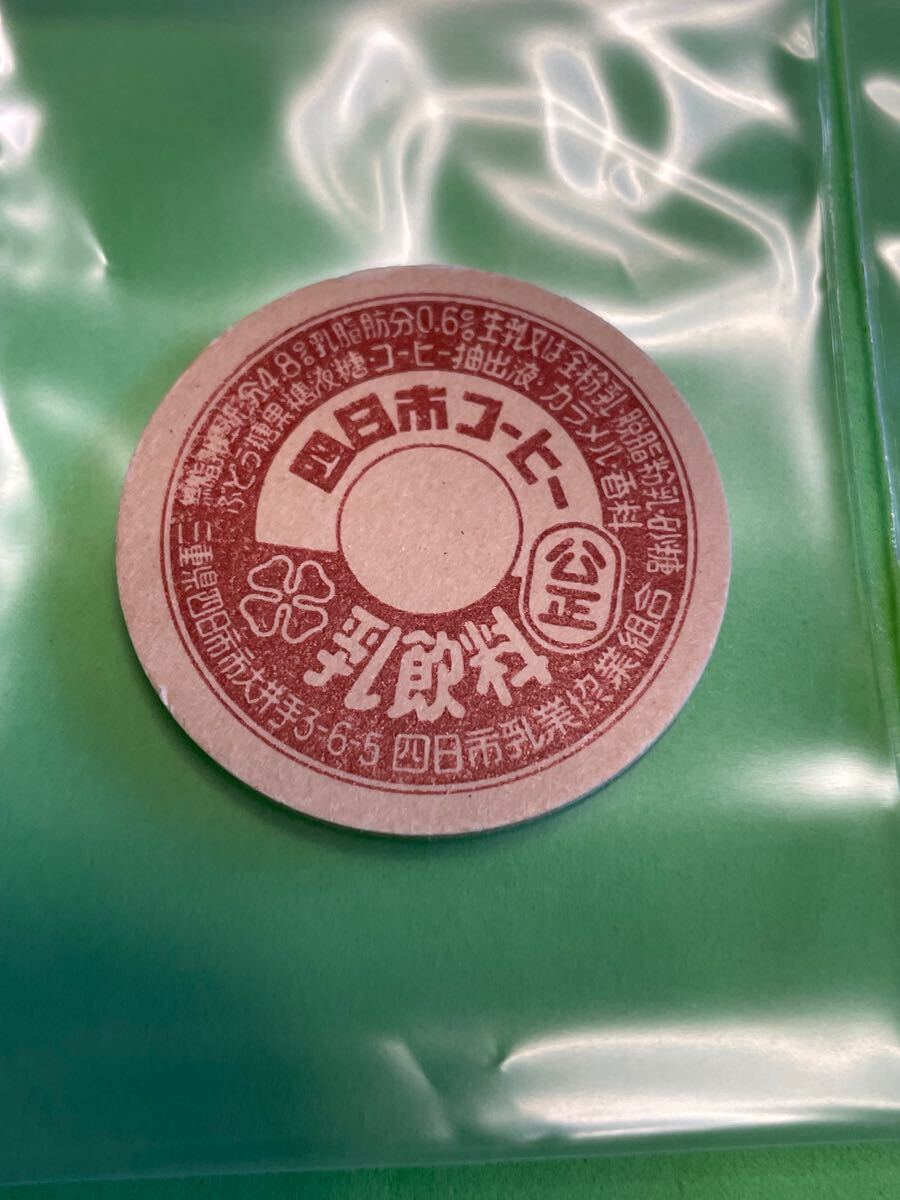 無脂乳固形分4.8% 乳脂肪分0.6% 生乳又は全粉乳・脱脂粉乳・砂糖
ぶどう糖果糖液糖・コーヒー抽出液・カラメル・香料
四日市コーヒー
公正
乳飲料
三重県四日市市大井手3-6-5 四日市乳業協業組合